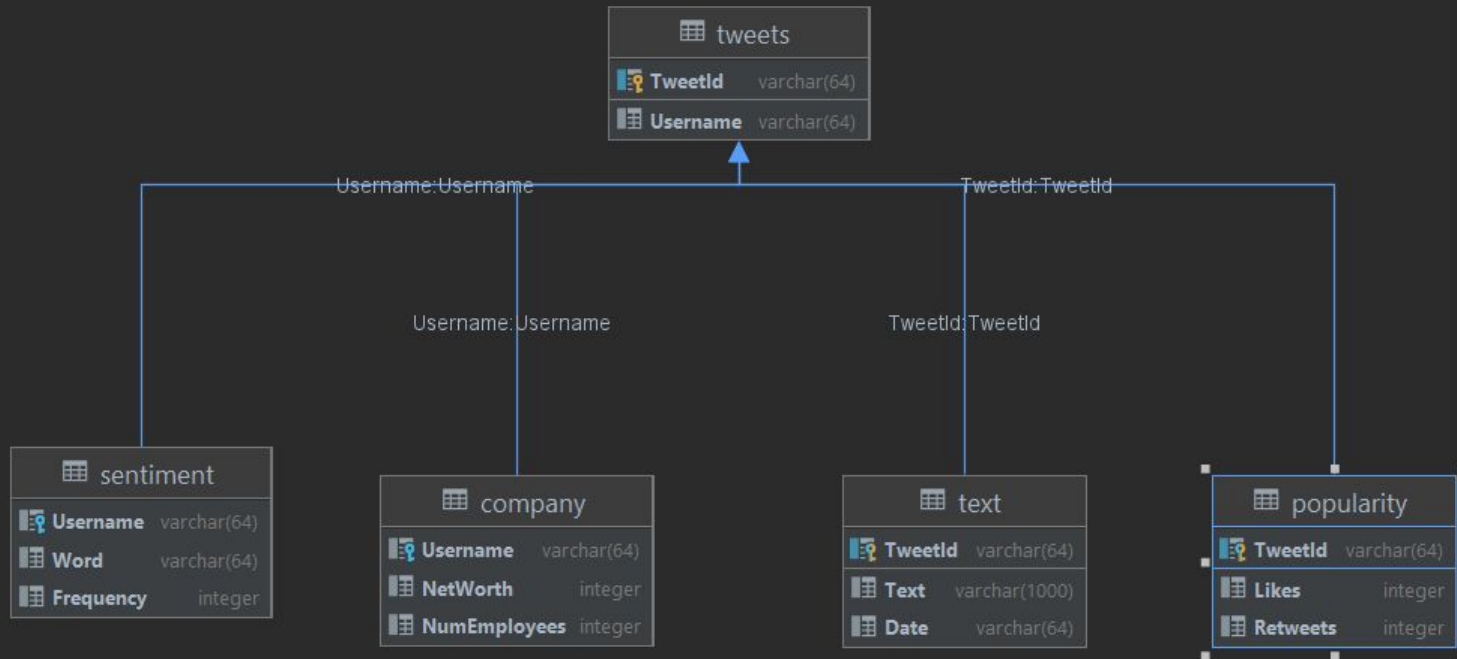 tweets
TweetId varchar(64)
Username varchar(64)
Username:Username
TweetId:TweetId
Username:Username
TweetId:TweetId
sentiment
Username varchar(64)
Word varchar(64)
Frequency integer
company
Username varchar(64)
NetWorth integer
NumEmployees integer
text
TweetId varchar(64)
Text varchar(1000)
Date varchar(64)
popularity
TweetId varchar(64)
Likes integer
Retweets integer